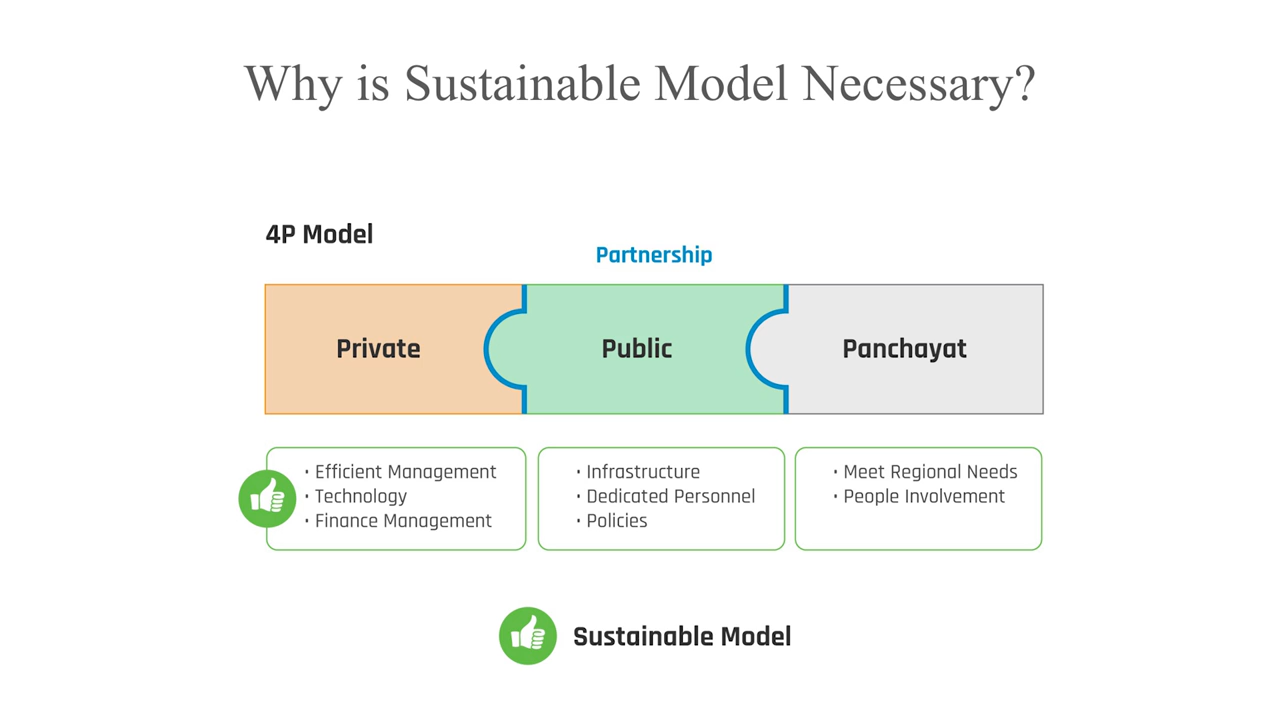 Why is Sustainable Model Necessary?
4P Model
Partnership
Private
Public
Panchayat
· Efficient Management
· Technology
· Finance Management
· Infrastructure
· Dedicated Personnel
· Policies
· Meet Regional Needs
· People Involvement
Sustainable Model